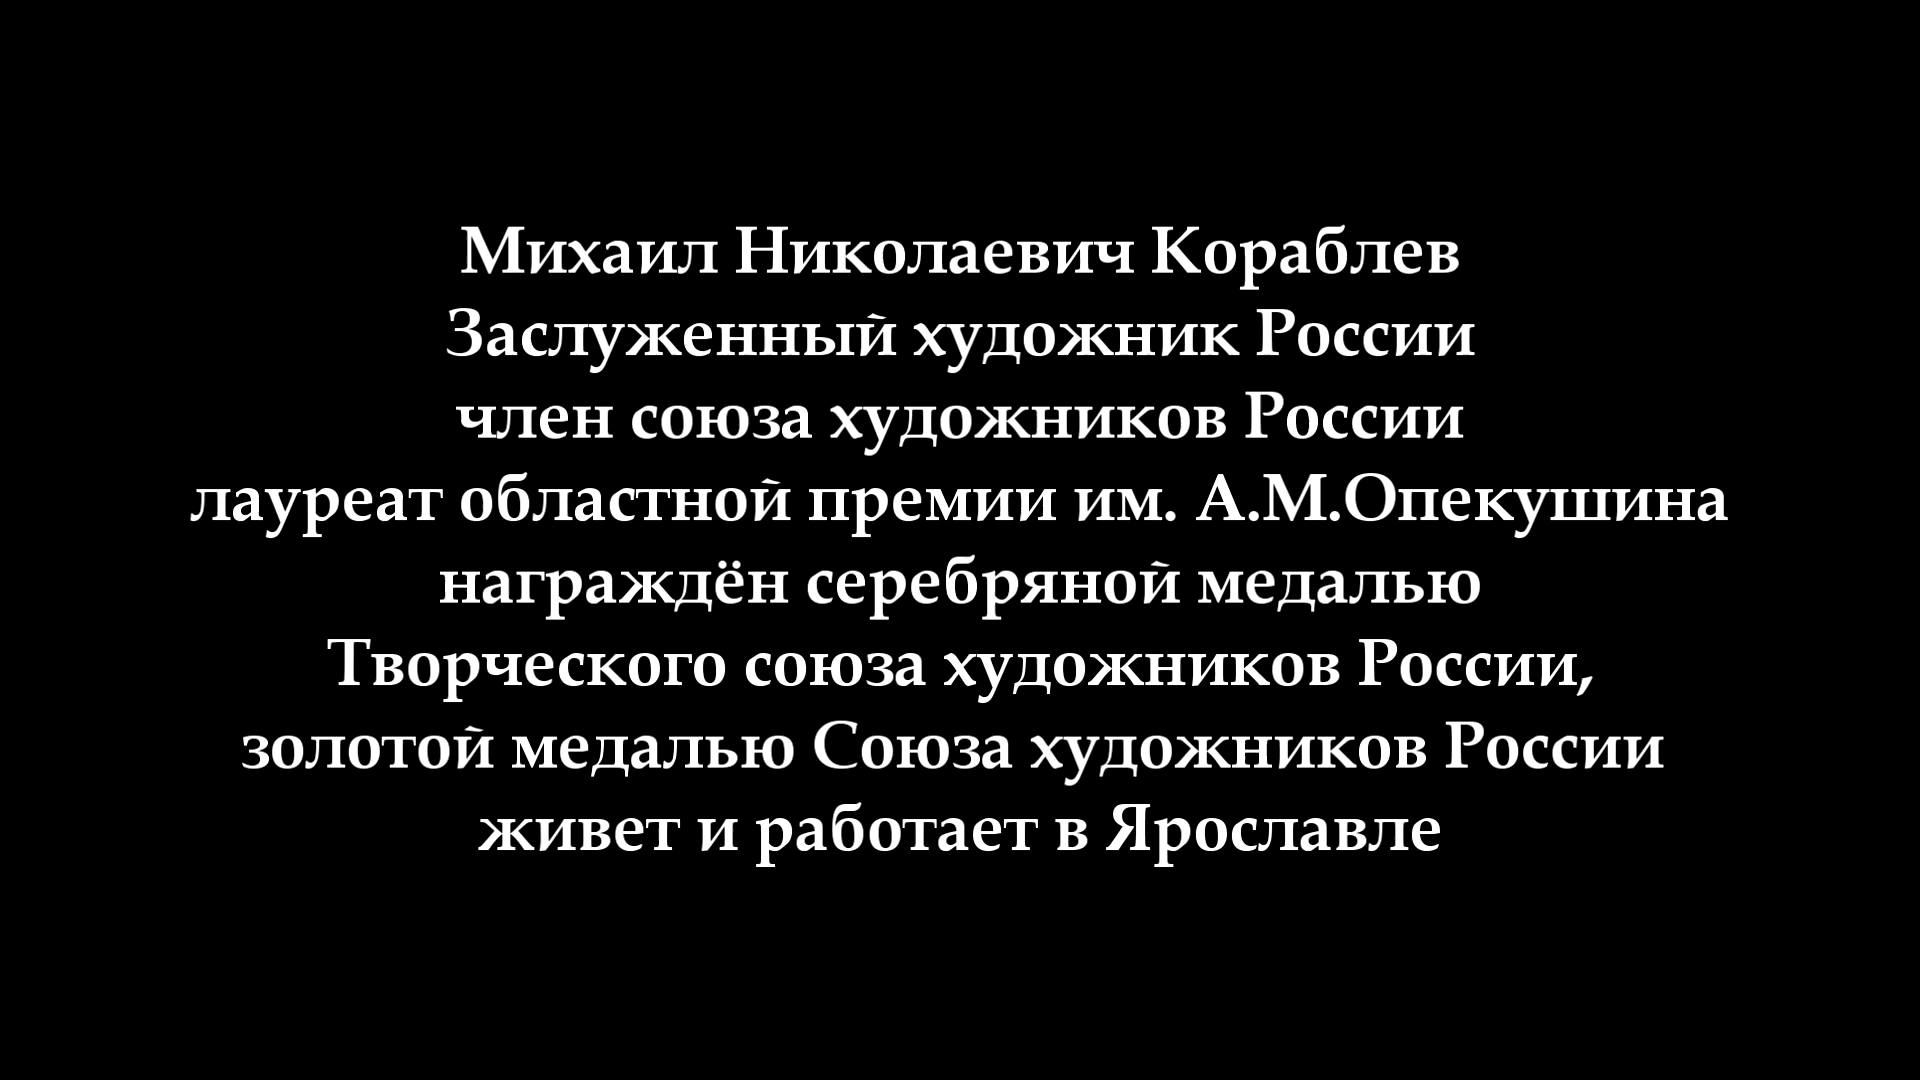 Михаил Николаевич Кораблев
Заслуженный художник России
член союза художников России
лауреат областной премии им. А.М.Опекушина
награждён серебряной медалью
Творческого союза художников России,
золотой медалью Союза художников России
живет и работает в Ярославле